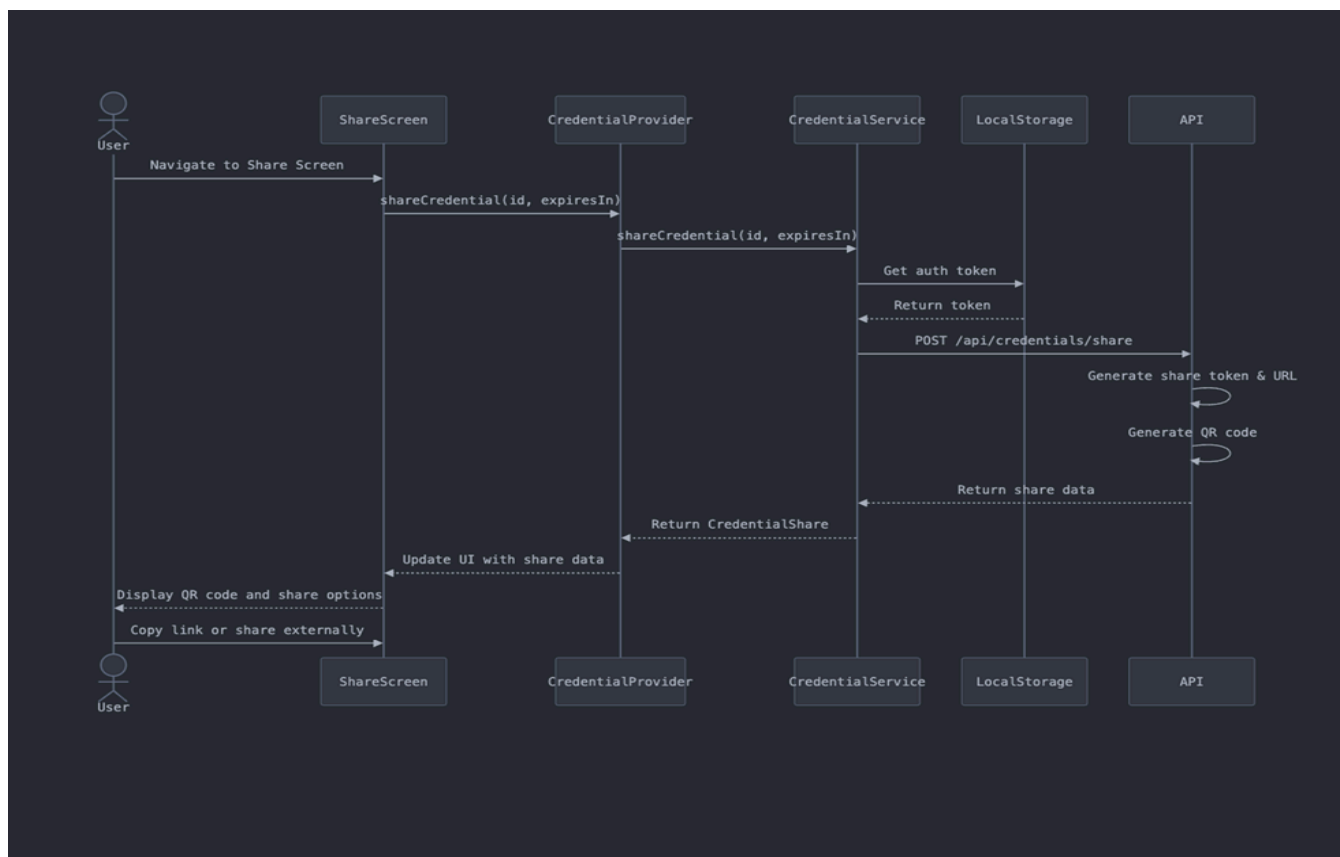 ShareScreen
CredentialProvider
CredentialService
LocalStorage
API
User
Navigate to Share Screen
shareCredential(id, expiresIn)
shareCredential(id, expiresIn)
Get auth token
Return token
POST /api/credentials/share
Generate share token & URL
Generate QR code
Return share data
Return CredentialShare
Update UI with share data
Display QR code and share options
Copy link or share externally
ShareScreen
CredentialProvider
CredentialService
LocalStorage
API
User